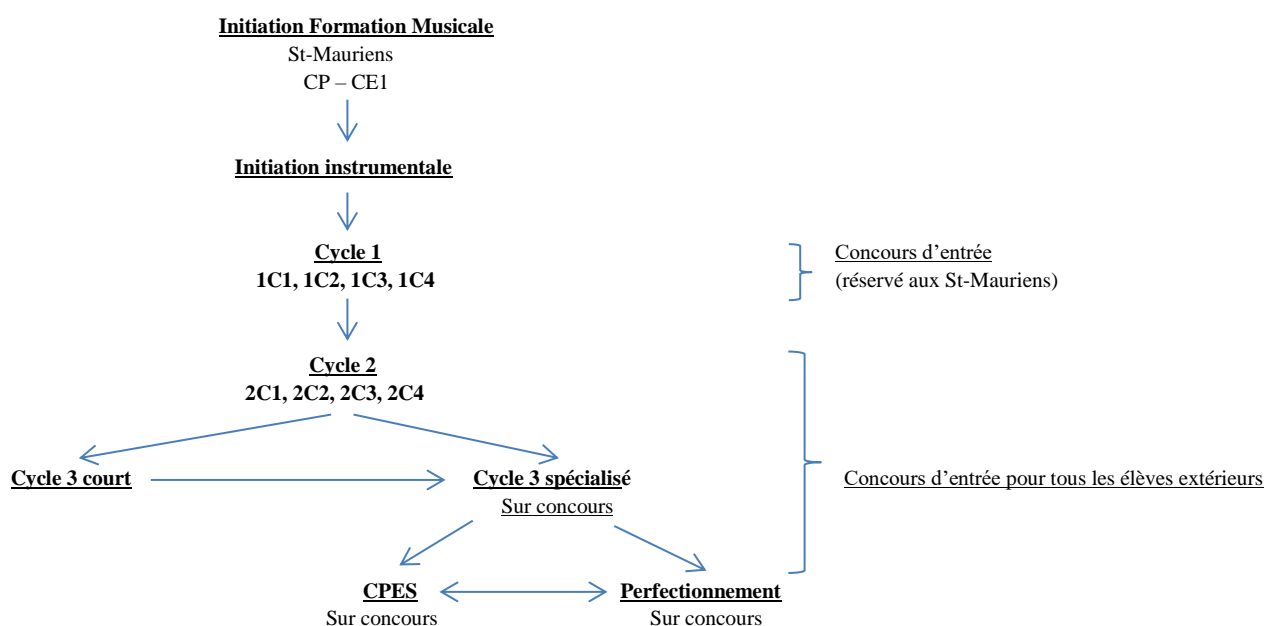 Initiation Formation Musicale
St-Mauriens
CP – CE1
Initiation instrumentale
Cycle 1
1C1, 1C2, 1C3, 1C4
Concours d’entrée
(réservé aux St-Mauriens)
Cycle 2
2C1, 2C2, 2C3, 2C4
Cycle 3 court
Cycle 3 spécialisé
Sur concours
Concours d’entrée pour tous les élèves extérieurs
CPES
Sur concours
Perfectionnement
Sur concours